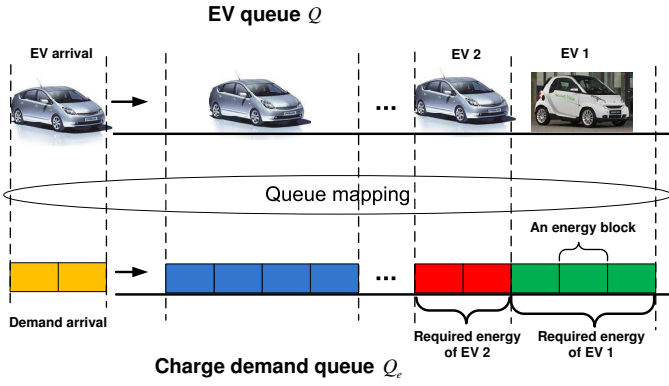 EV queue Q
EV arrival
EV 2
EV 1
...
Queue mapping
An energy block
...
Demand arrival
Required energy
of EV 2
Required energy
of EV 1
Charge demand queue Qe